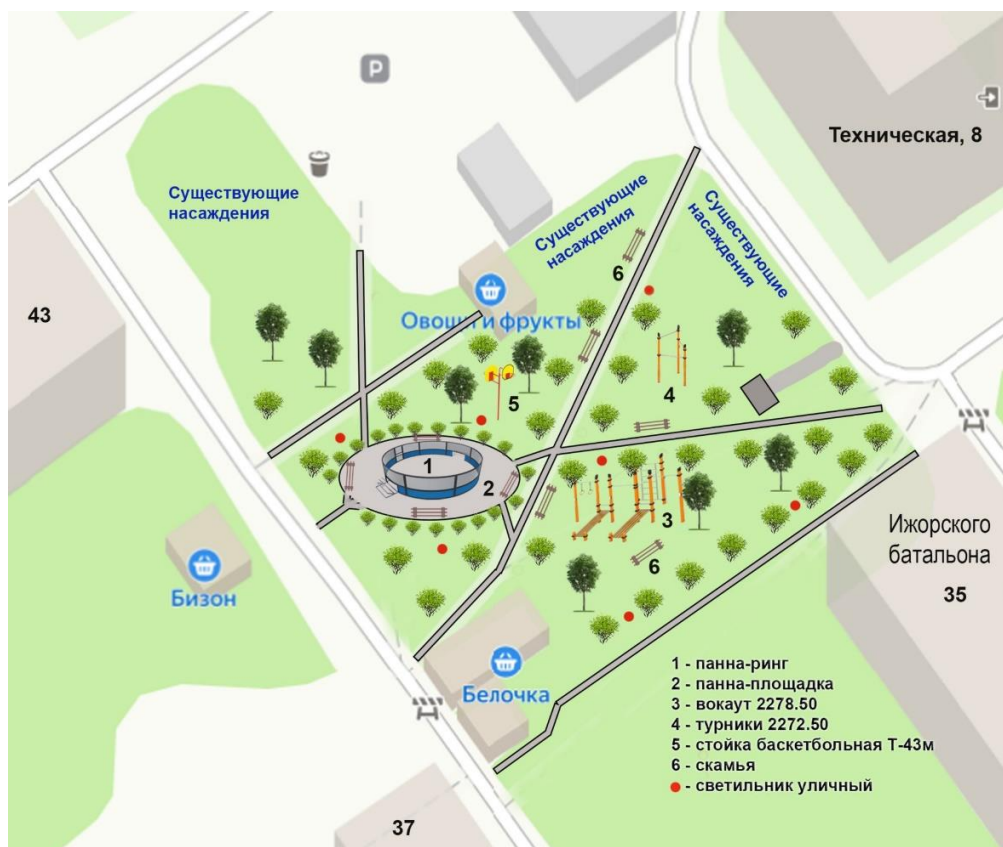 P
Техническая, 8
Существующие
насаждения
Существующие
насаждения
Существующие
насаждения
6
43
Овощи и фрукты
4
5
1
2
3
Ижорского
батальона
35
6
Бизон
Белочка
1 - панна-ринг
2 - панна-площадка
3 - вокаут 2278.50
4 - турники 2272.50
5 - стойка баскетбольная Т-43м
6 - скамья
- светильник уличный
37